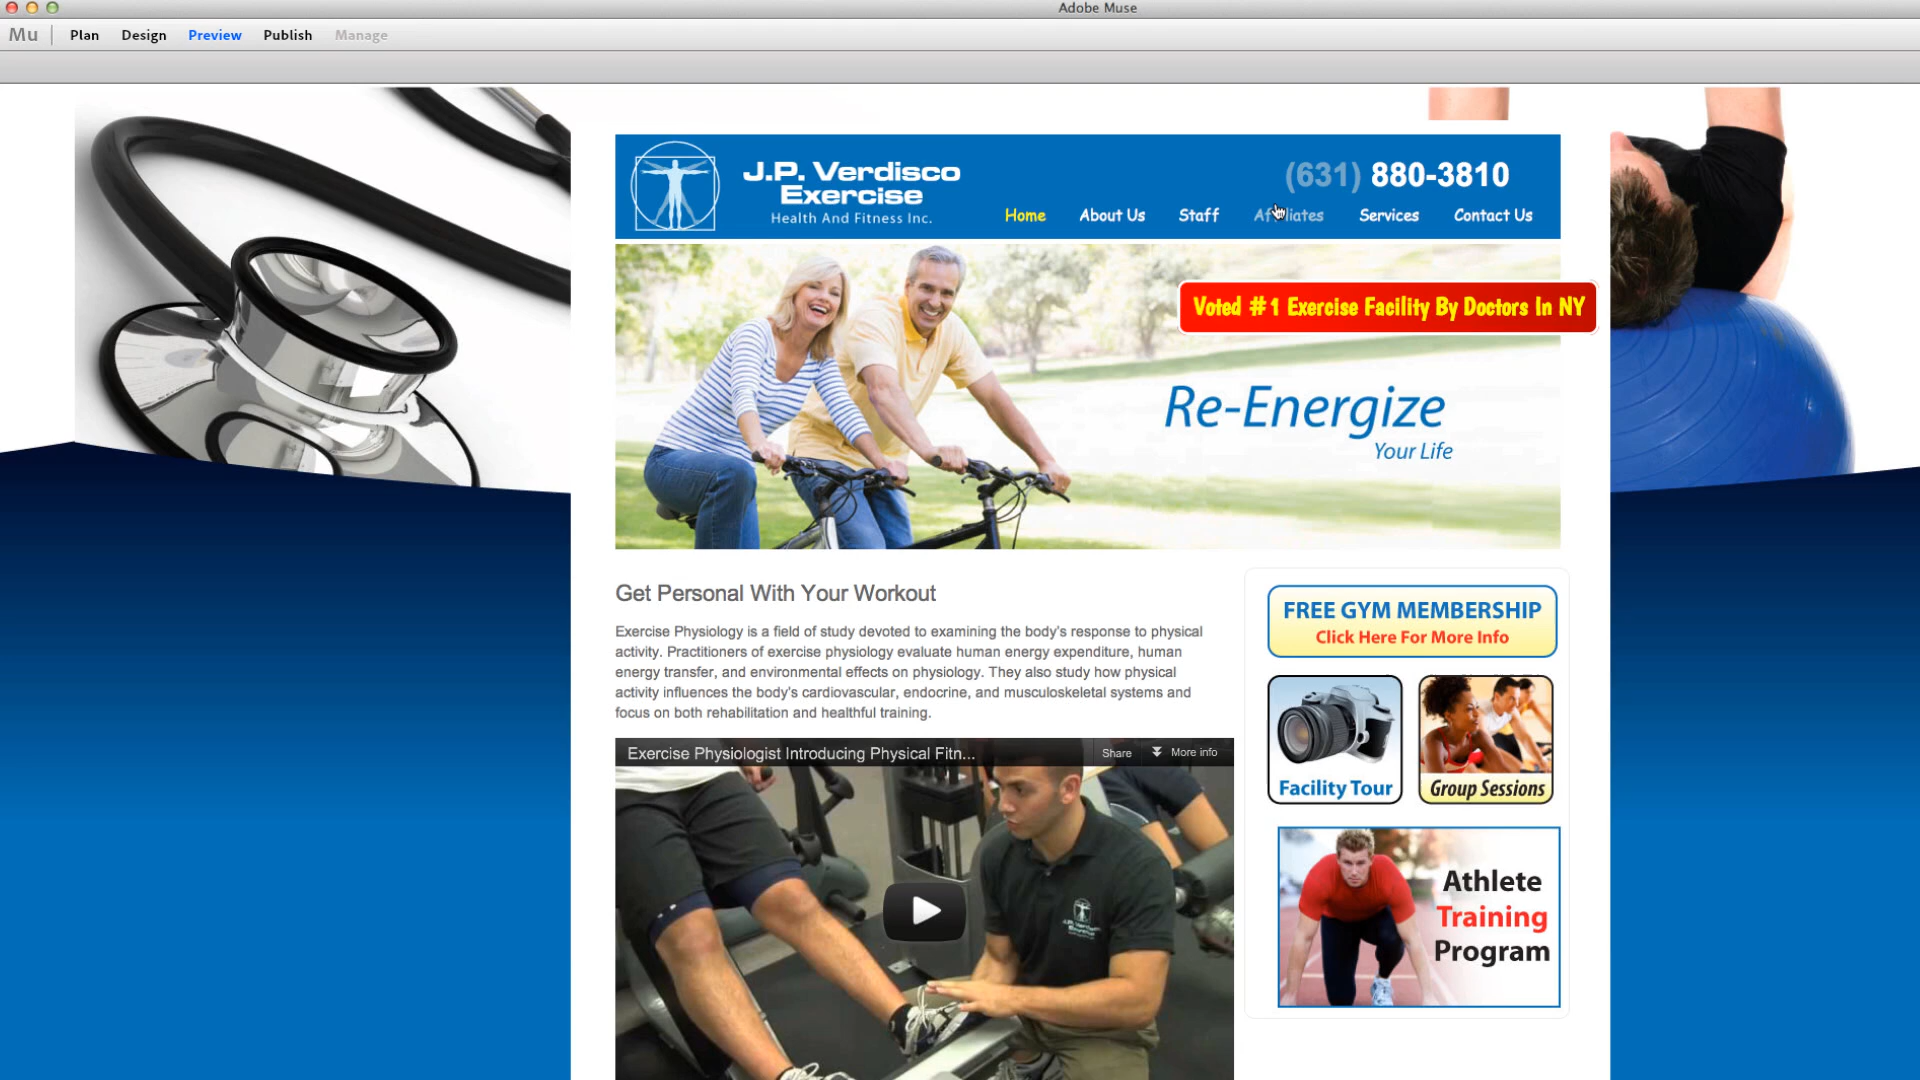 Adobe Muse
Mu Plan Design Preview Publish Manage
J.P. Verdisco
Exercise
Health And Fitness Inc.
(631) 880-3810
Home About Us Staff Affiliates Services Contact Us
Voted #1 Exercise Facility By Doctors In NY
Re-Energize
Your Life
Get Personal With Your Workout
Exercise Physiology is a field of study devoted to examining the body's response to physical
activity. Practitioners of exercise physiology evaluate human energy expenditure, human
energy transfer, and environmental effects on physiology. They also study how physical
activity influences the body's cardiovascular, endocrine, and musculoskeletal systems and
focus on both rehabilitation and healthful training.
Exercise Physiologist Introducing Physical Fitn... Share More info
J.P. Verdisco
FREE GYM MEMBERSHIP
Click Here For More Info
Facility Tour
Group Sessions
Athlete
Training
Program